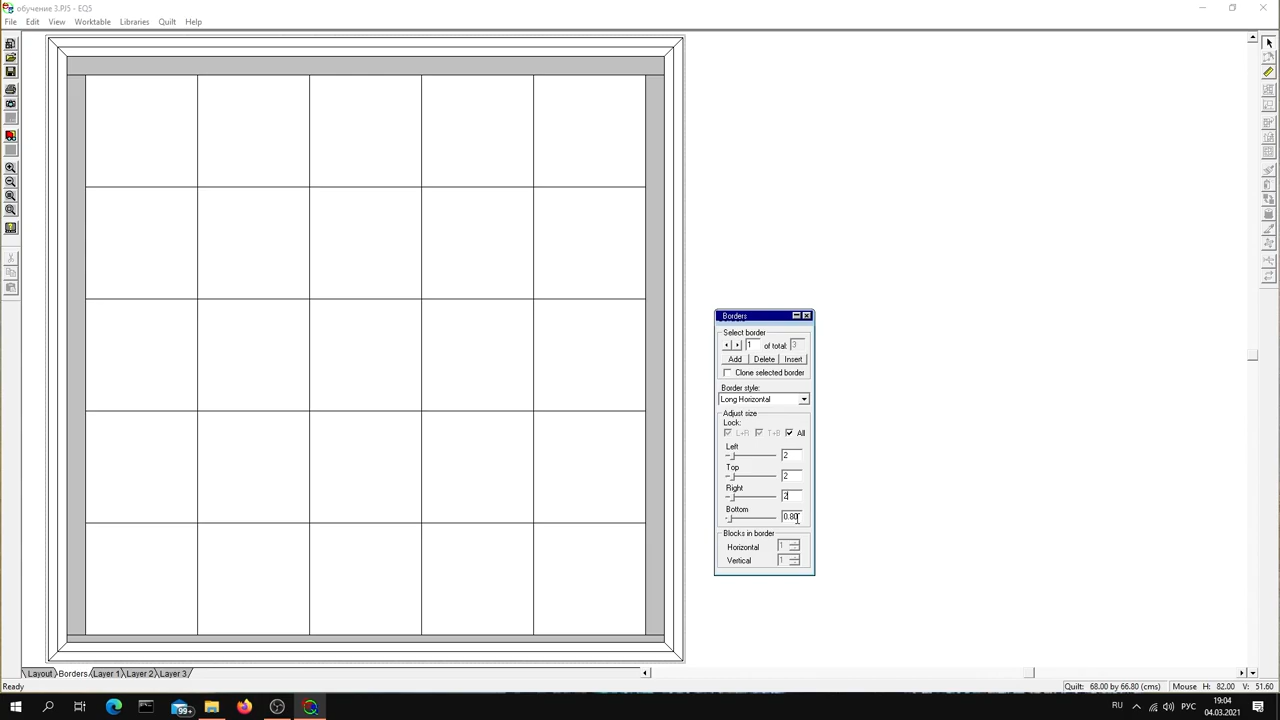 обучение 3.PJ5 - EQ5
File Edit View Worktable Libraries Quilt Help
Borders
Select border
1 of total: 3
Add Delete Insert
Clone selected border
Border style:
Long Horizontal
Adjust size
Lock:
L+R T+B All
Left
2
Top
2
Right
2
Bottom
0.80
Blocks in border
Horizontal 1
Vertical 1
Layout Borders Layer 1 Layer 2 Layer 3
Ready Quilt: 68.00 by 66.80 (cms) Mouse H: 82.00 V: 51.60
99+
RU РУС
19:04
04.03.2021